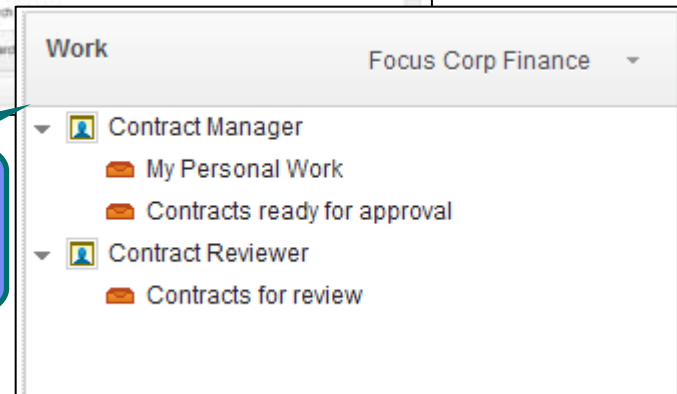 Work
Focus Corp Finance
Contract Manager
My Personal Work
Contracts ready for approval
Contract Reviewer
Contracts for review